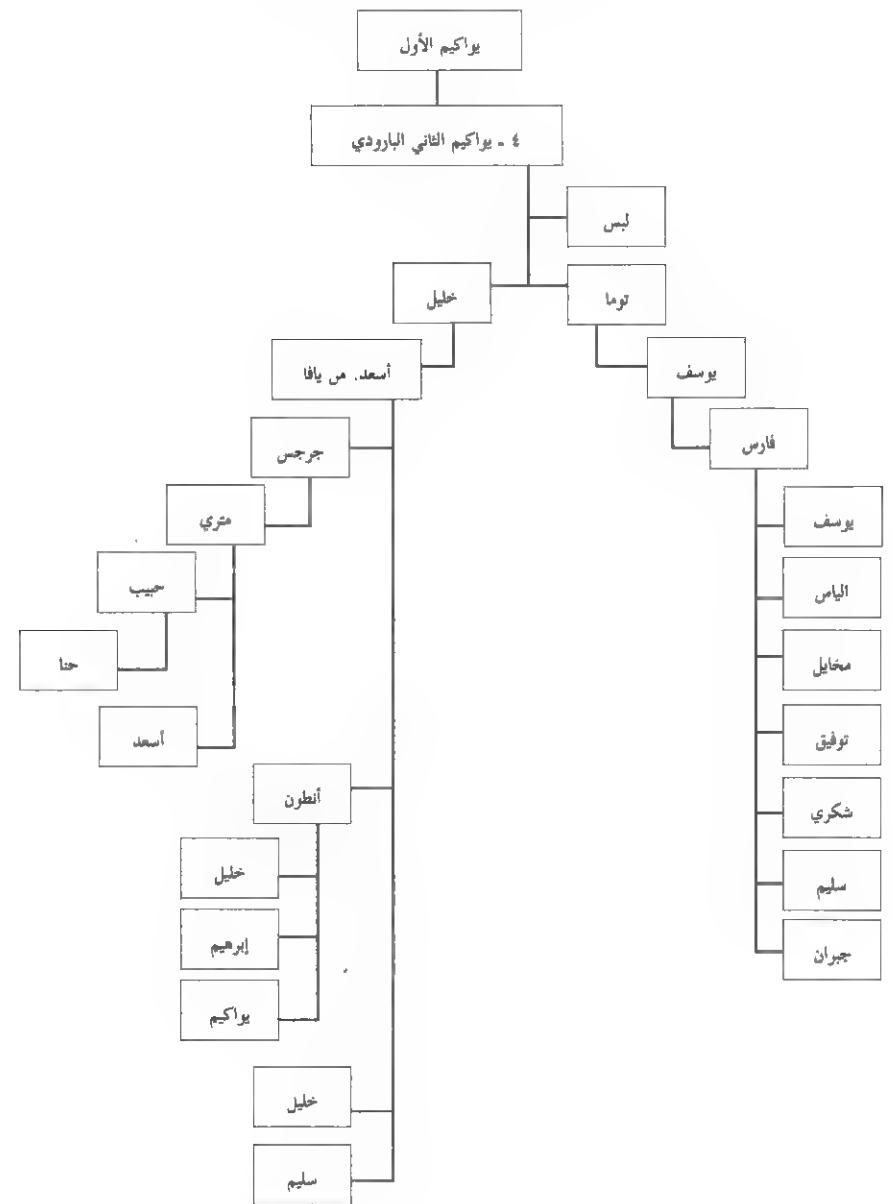 يواكيم الأول
٤ - يواكيم الثاني البارودي
لبس
توما
خليل
يوسف
أسعد. من يافا
فارس
جرجس
يوسف
متري
الياس
حبيب
مخايل
حنا
توفيق
أسعد
شكري
أنطون
سليم
خليل
جبران
إبرهيم
يواكيم
خليل
سليم